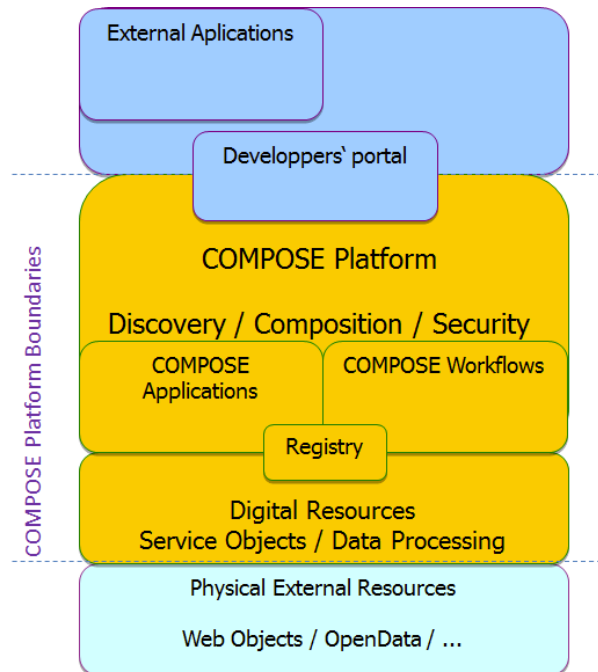 External Aplications
Developpers‘ portal
COMPOSE Platform
Discovery / Composition / Security
COMPOSE
Applications
COMPOSE Workflows
Registry
Digital Resources
Service Objects / Data Processing
Physical External Resources
Web Objects / OpenData / ...
COMPOSE Platform Boundaries